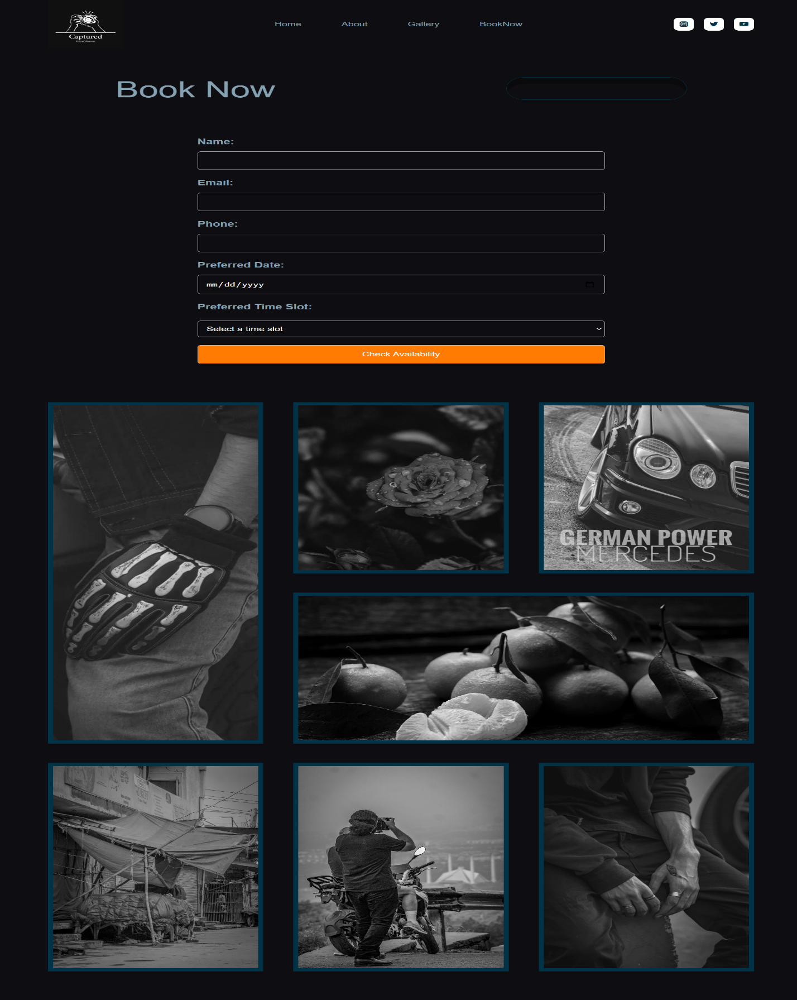 Captured
PANORAMA
Home
About
Gallery
BookNow
Book Now
Name:
Email:
Phone:
Preferred Date:
mm/dd/yyyy
Preferred Time Slot:
Select a time slot
Check Availability
GERMAN POWER
MERCEDES